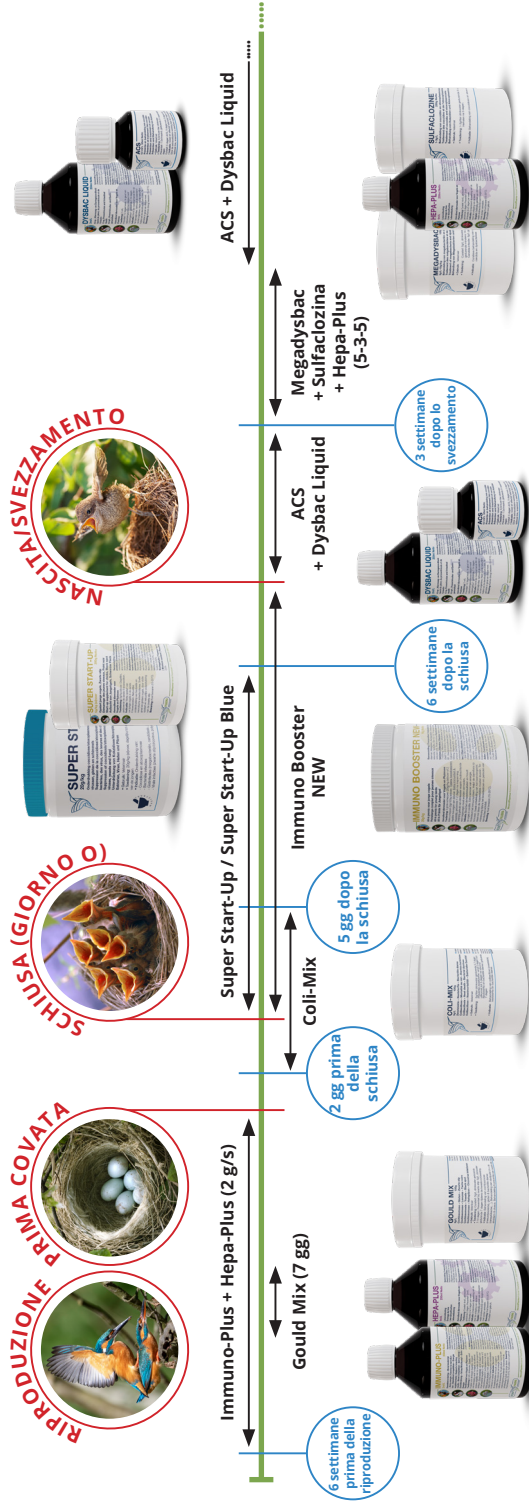 RIPRODUZIONE
PRIMA COVATA
SCHIUSA (GIORNO O)
NASCITA/SVEZZAMENTO
Immuno-Plus + Hepa-Plus (2 g/s)
Super Start-Up / Super Start-Up Blue
ACS + Dysbac Liquid
Gould Mix (7 gg)
Coli-Mix
Immuno Booster
NEW
ACS
+ Dysbac Liquid
Megadysbac
+ Sulfaclozina
+ Hepa-Plus
(5-3-5)
6 settimane
prima della
riproduzione
2 gg prima
della
schiusa
5 gg dopo
la schiusa
6 settimane
dopo la
schiusa
3 settimane
dopo lo
svezzamento
SUPER ST
SUPER START-UP
DYSBAC LIQUID
ACS
IMMUNO-PLUS
HEPA-PLUS
GOULD MIX
COLI-MIX
IMMUNO BOOSTER NEW
DYSBAC LIQUID
ACS
MEGADYSBAC
HEPA-PLUS
SULFACLOZINE